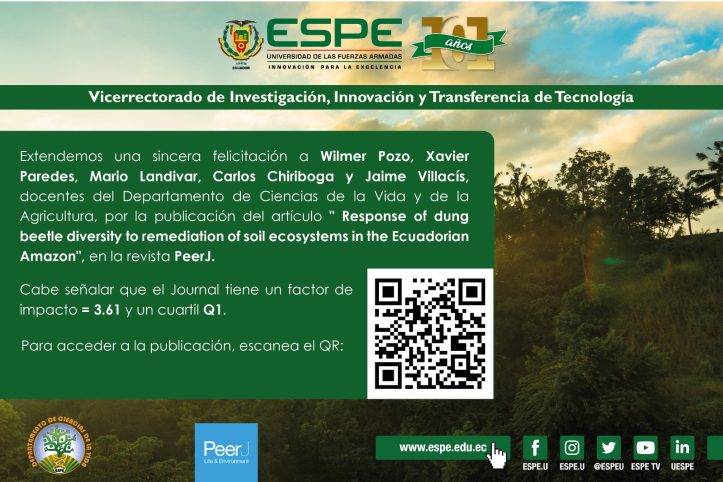 ESPE
UNIVERSIDAD DE LAS FUERZAS ARMADAS
INNOVACIÓN PARA LA EXCELENCIA
ECUADOR
101
años
Vicerrectorado de Investigación, Innovación y Transferencia de Tecnología
Extendemos una sincera felicitación a Wilmer Pozo, Xavier
Paredes, Mario Landivar, Carlos Chiriboga y Jaime Villacís,
docentes del Departamento de Ciencias de la Vida y de la
Agricultura, por la publicación del artículo " Response of dung
beetle diversity to remediation of soil ecosystems in the Ecuadorian
Amazon", en la revista PeerJ.
Cabe señalar que el Journal tiene un factor de
impacto = 3.61 y un cuartil Q1.
Para acceder a la publicación, escanea el QR:
DEPARTAMENTO DE CIENCIAS DE LA VIDA
ESPE
PeerJ
Life & Environment
www.espe.edu.ec
ESPE.U ESPE.U @ESPEU ESPE TV UESPE